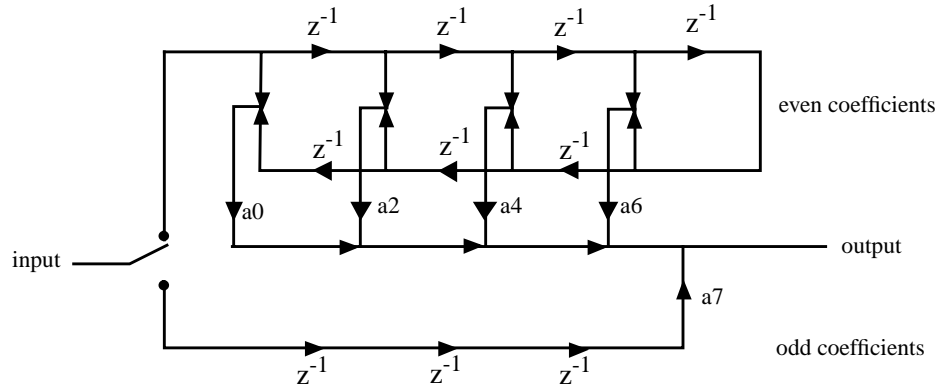 z-1 z-1 z-1 z-1
even coefficients
z-1 z-1 z-1
a0 a2 a4 a6
input
output
a7
odd coefficients
z-1 z-1 z-1